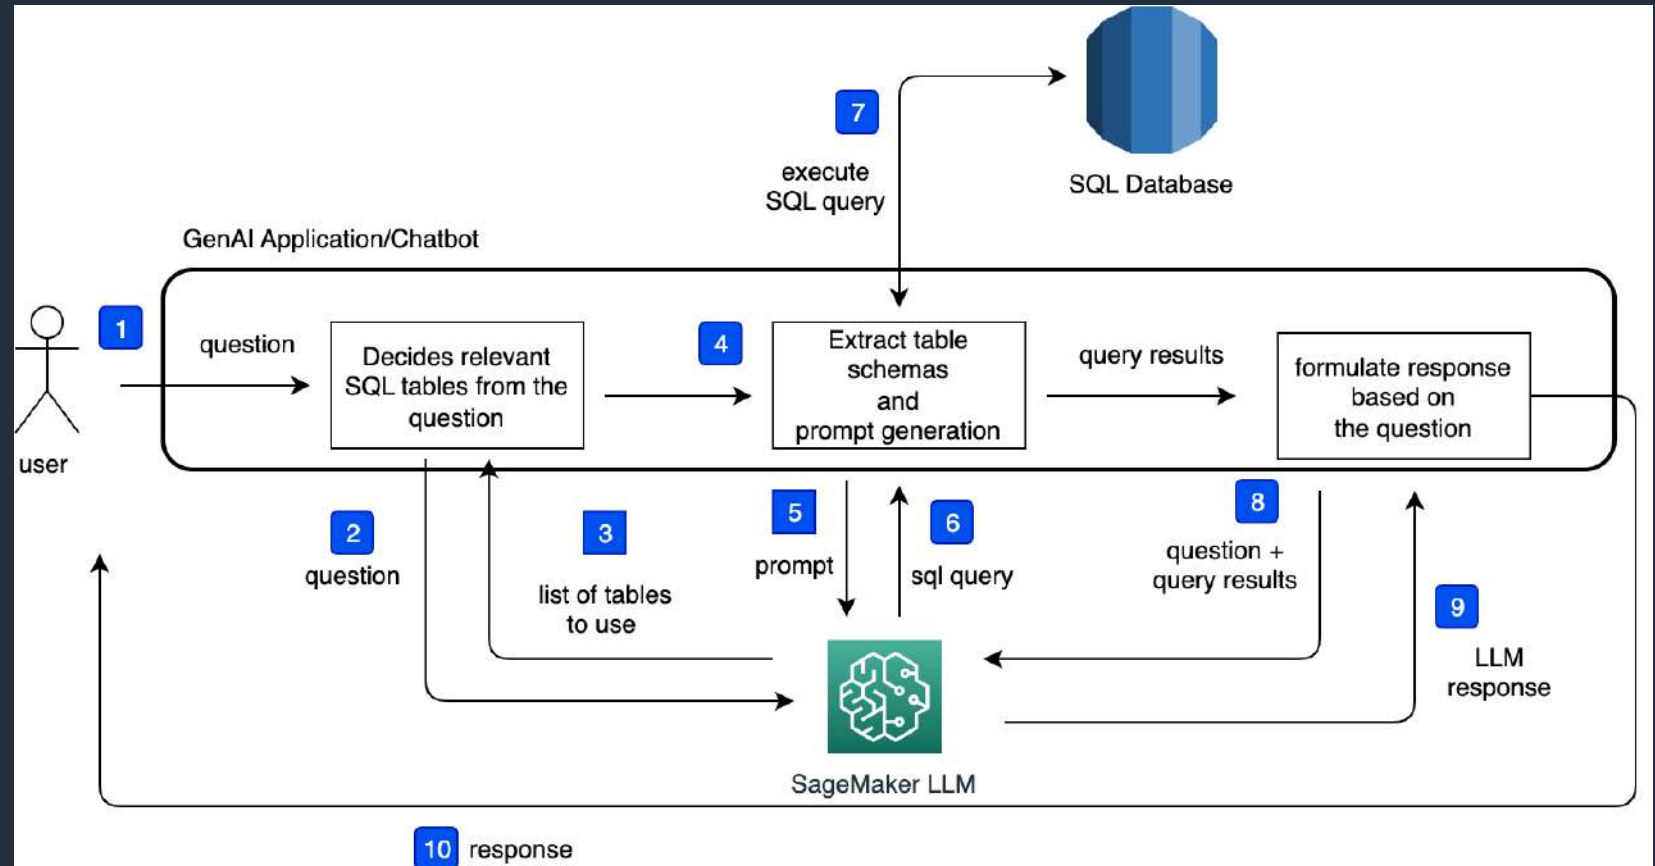 7
execute
SQL query
SQL Database
GenAI Application/Chatbot
1
question
Decides relevant
SQL tables from the
question
4
Extract table
schemas
and
prompt generation
query results
formulate response
based on
the question
user
2
question
3
list of tables
to use
5
prompt
6
sql query
8
question +
query results
9
LLM
response
SageMaker LLM
10 response